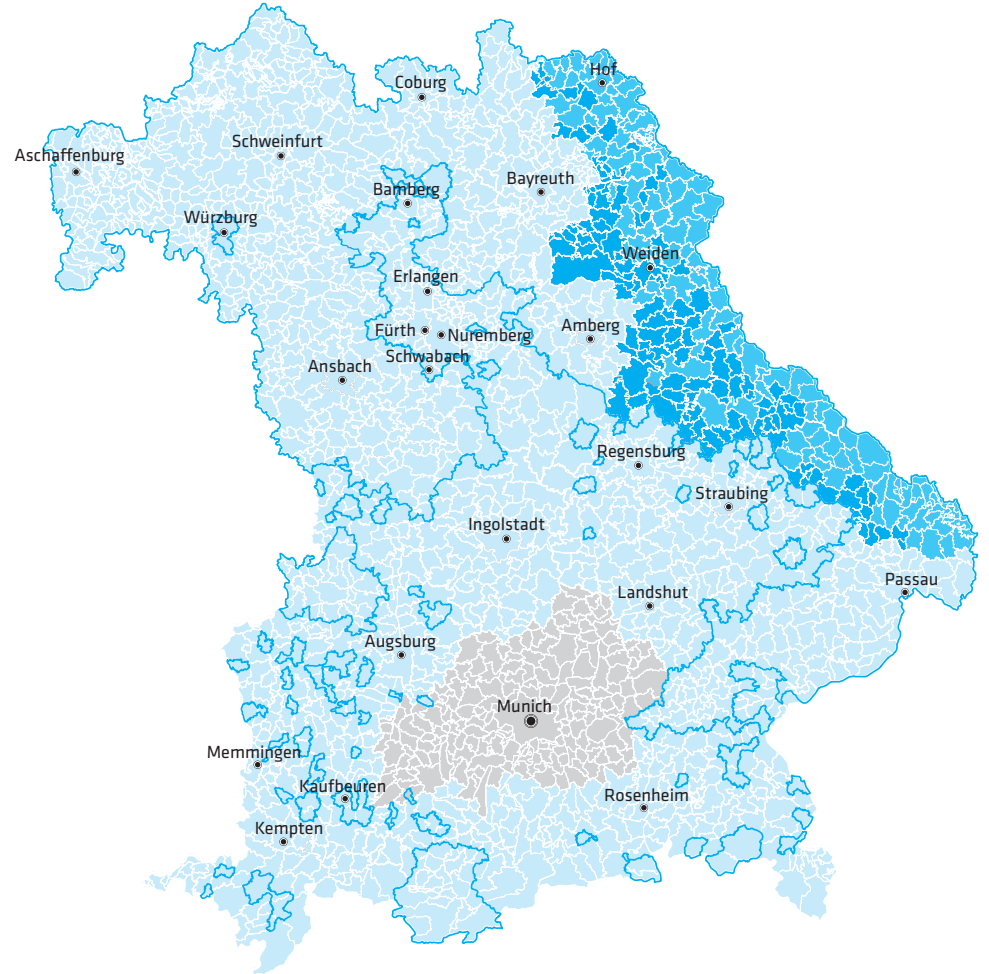 Hof
Coburg
Schweinfurt
Aschaffenburg
Bayreuth
Bamberg
Würzburg
Weiden
Erlangen
Amberg
Fürth
Nuremberg
Schwabach
Ansbach
Regensburg
Straubing
Ingolstadt
Passau
Landshut
Augsburg
Munich
Memmingen
Kaufbeuren
Rosenheim
Kempten